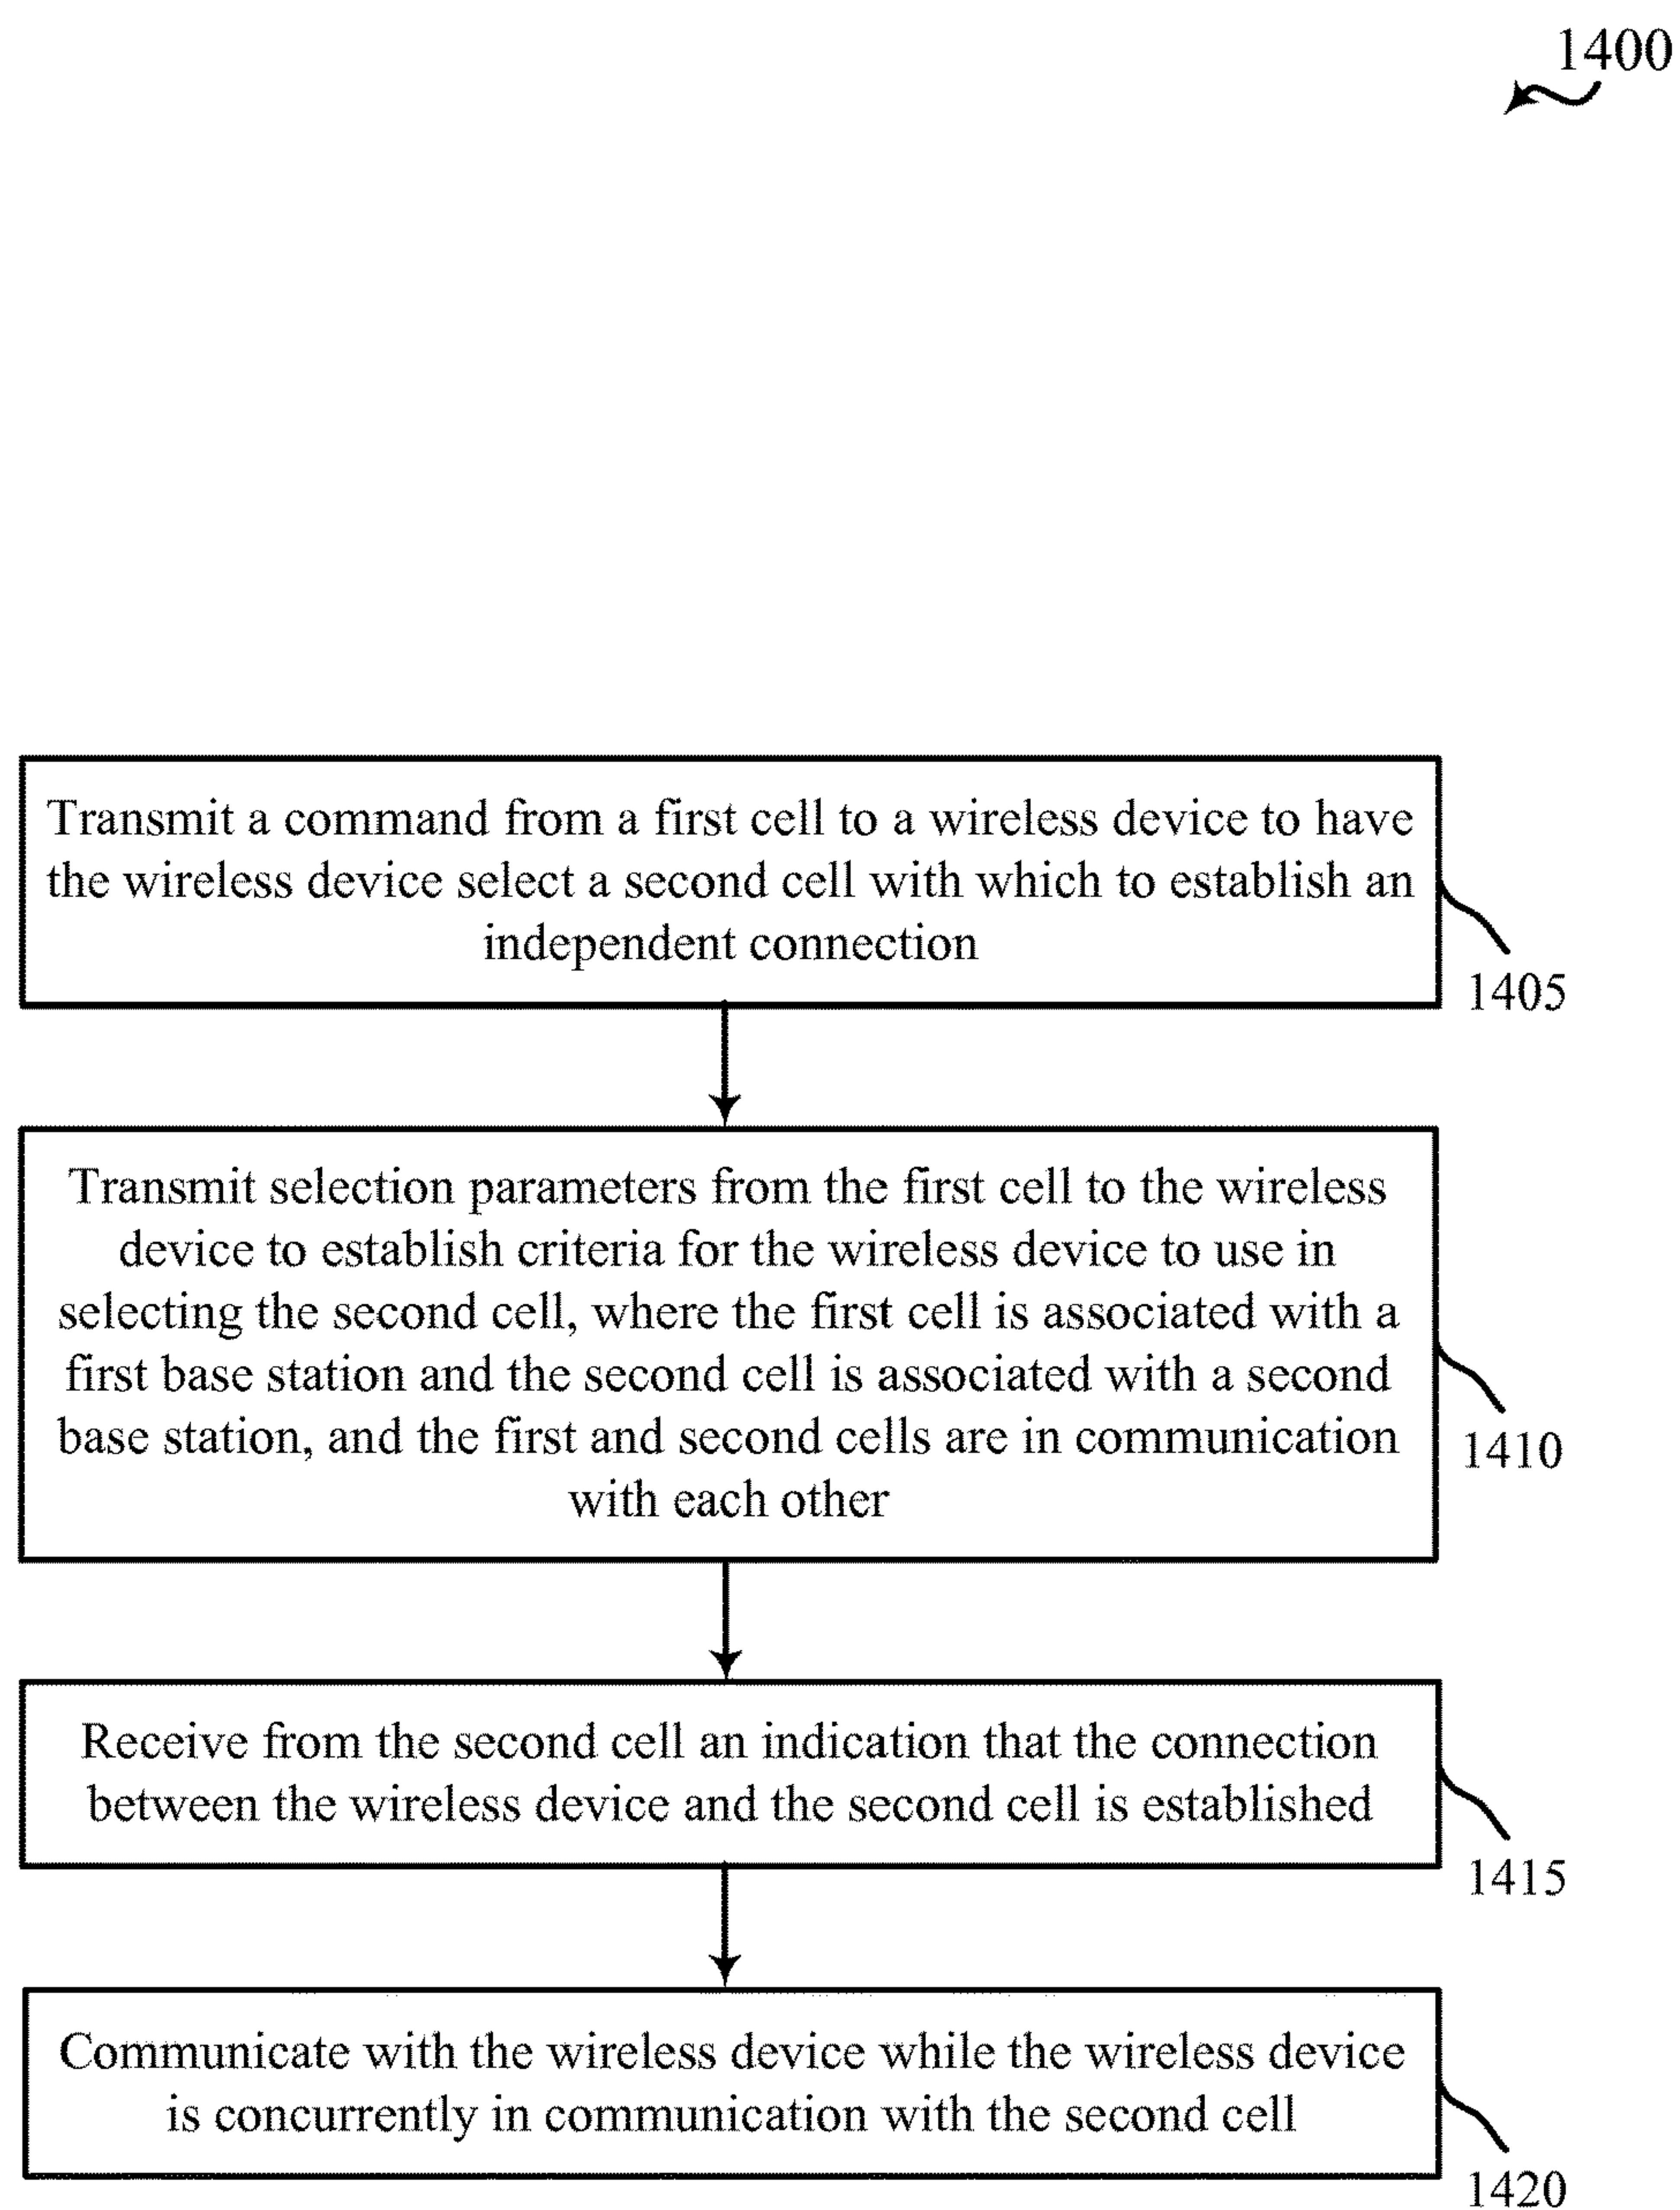 1400
Transmit a command from a first cell to a wireless device to have
the wireless device select a second cell with which to establish an
independent connection
1405
Transmit selection parameters from the first cell to the wireless
device to establish criteria for the wireless device to use in
selecting the second cell, where the first cell is associated with a
first base station and the second cell is associated with a second
base station, and the first and second cells are in communication
with each other
1410
Receive from the second cell an indication that the connection
between the wireless device and the second cell is established
1415
Communicate with the wireless device while the wireless device
is concurrently in communication with the second cell
1420